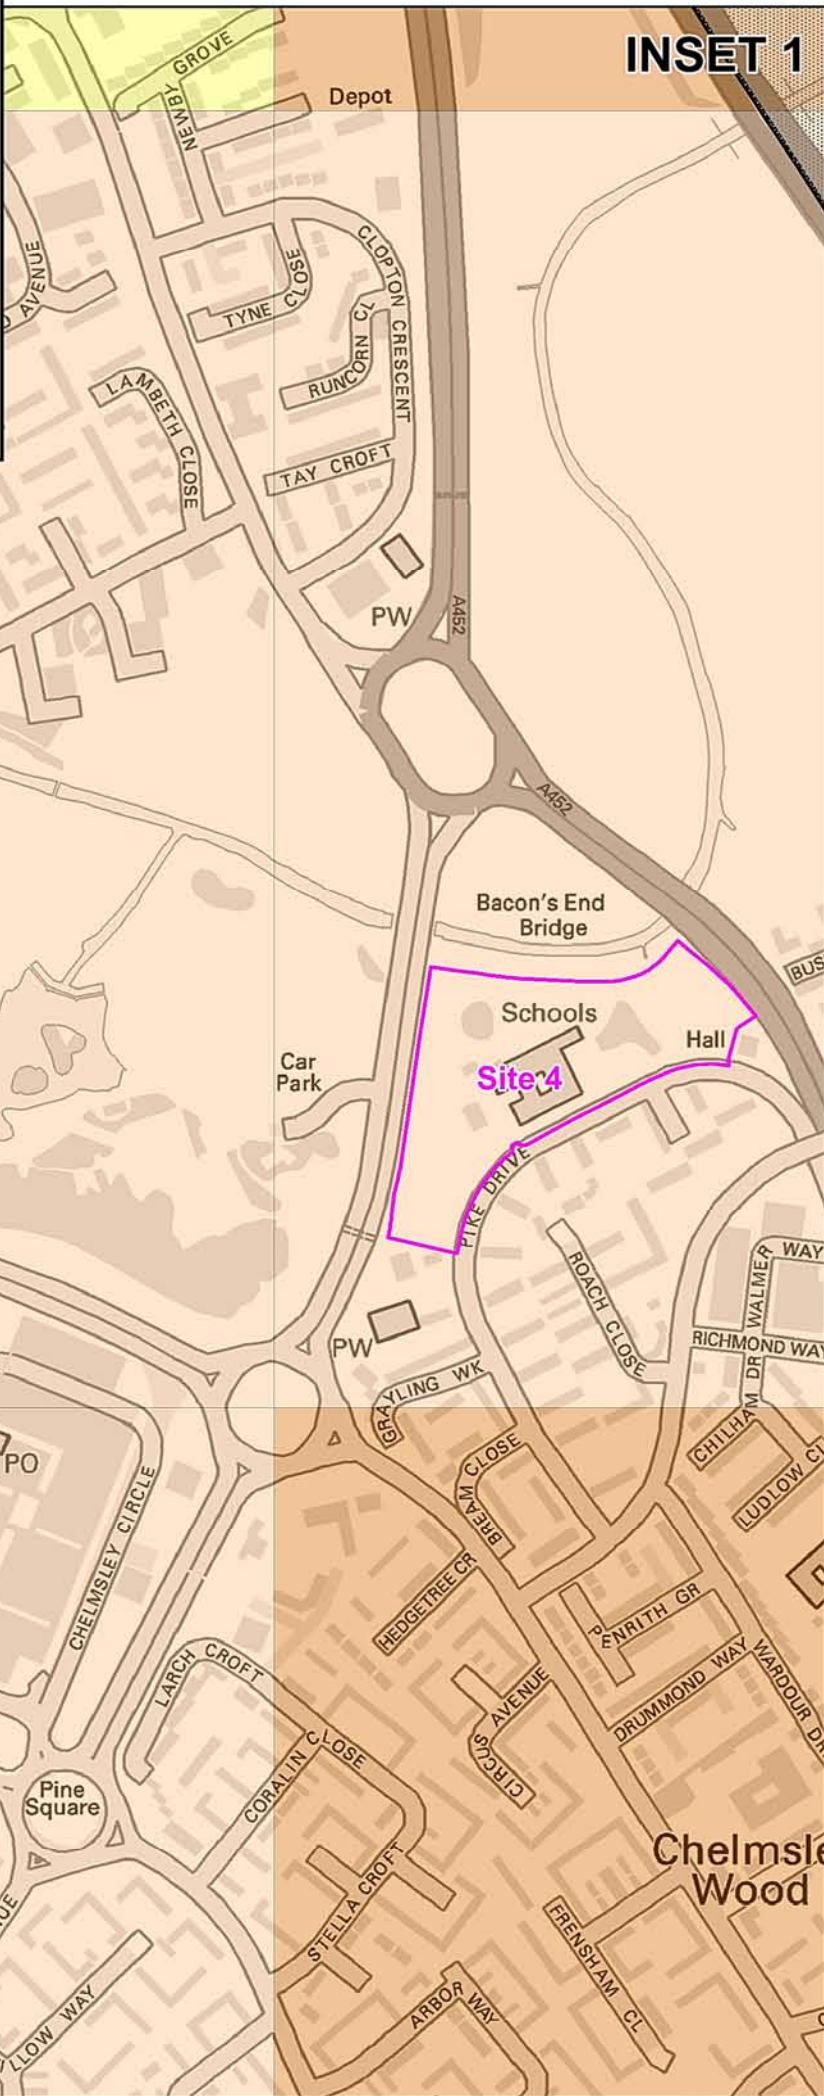 INSET 1
NEWBY
GROVE
Depot
AVENUE
TYNE CLOSE
CLOPTON CRESCENT
RUNCORN CL
LAMBETH CLOSE
TAY CROFT
PW
A452
A452
Bacon's End
Bridge
Schools
Hall
Car
Park
Site 4
PIKE DRIVE
ROACH CLOSE
WALMER
WAY
RICHMOND WAY
PW
GRAYLING WK
CHILHAM DR
LUDLOW
PO
BREAM CLOSE
CHELMSLEY CIRCLE
HEDGETREE CR
PENRITH GR
LARCH CROFT
CIRCUS AVENUE
DRUMMOND WAY
WARDOUR DR
CORALIN CLOSE
Pine
Square
STELLA CROFT
Chelmsle
Wood
FRENSHAM CL
ARBOR WAY
LLOW WAY